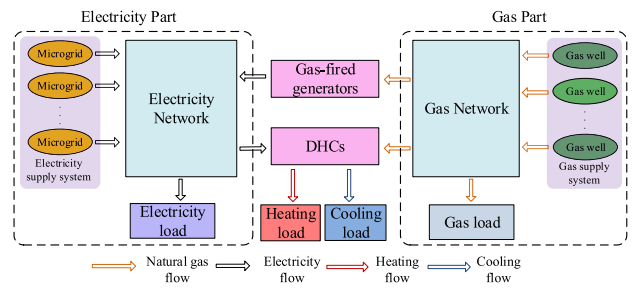 Electricity Part
Gas Part
Microgrid
Microgrid
Microgrid
Electricity
supply system
Electricity
Network
Electricity
load
Gas-fired
generators
DHCs
Heating
load
Cooling
load
Gas Network
Gas load
Gas well
Gas well
Gas well
Gas supply
system
Natural gas
flow
Electricity
flow
Heating
flow
Cooling
flow